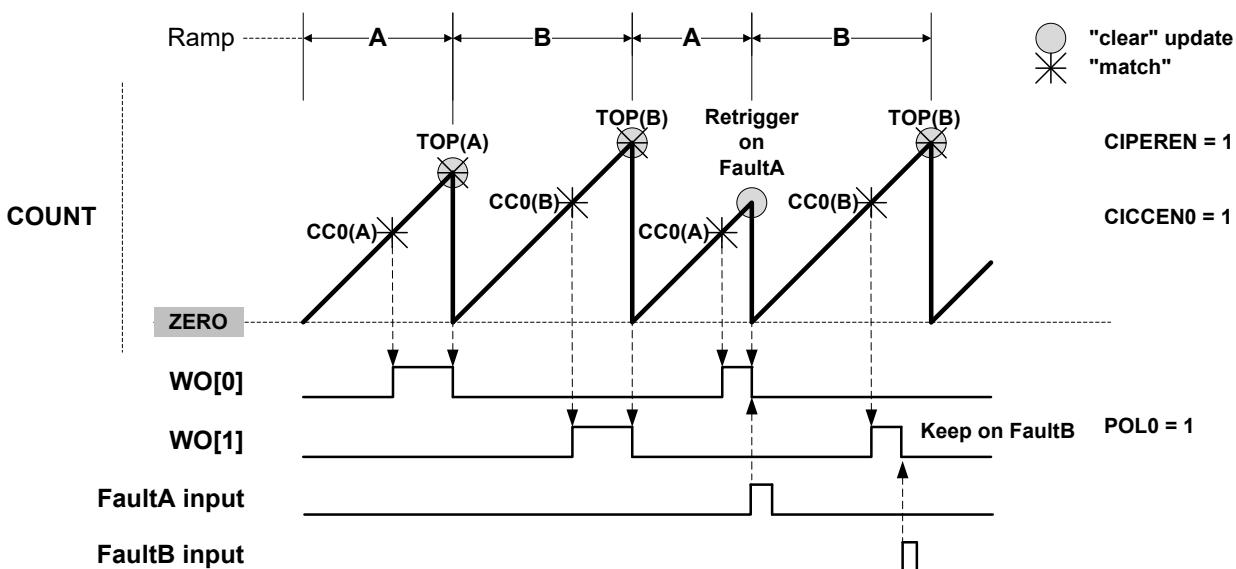 Ramp A B A B
"clear" update
"match"
TOP(A)
TOP(B)
Retrigger
on
FaultA
TOP(B)
CIPEREN = 1
COUNT
CC0(A)
CC0(B)
CC0(A)
CC0(B)
CICCEN0 = 1
ZERO
WO[0]
WO[1]
Keep on FaultB
POL0 = 1
FaultA input
FaultB input